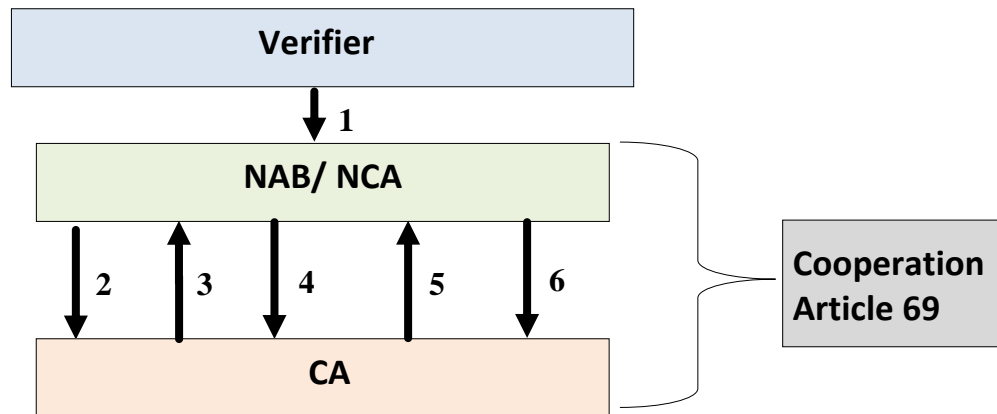 Verifier
1
NAB/ NCA
2
3
4
5
6
Cooperation
Article 69
CA